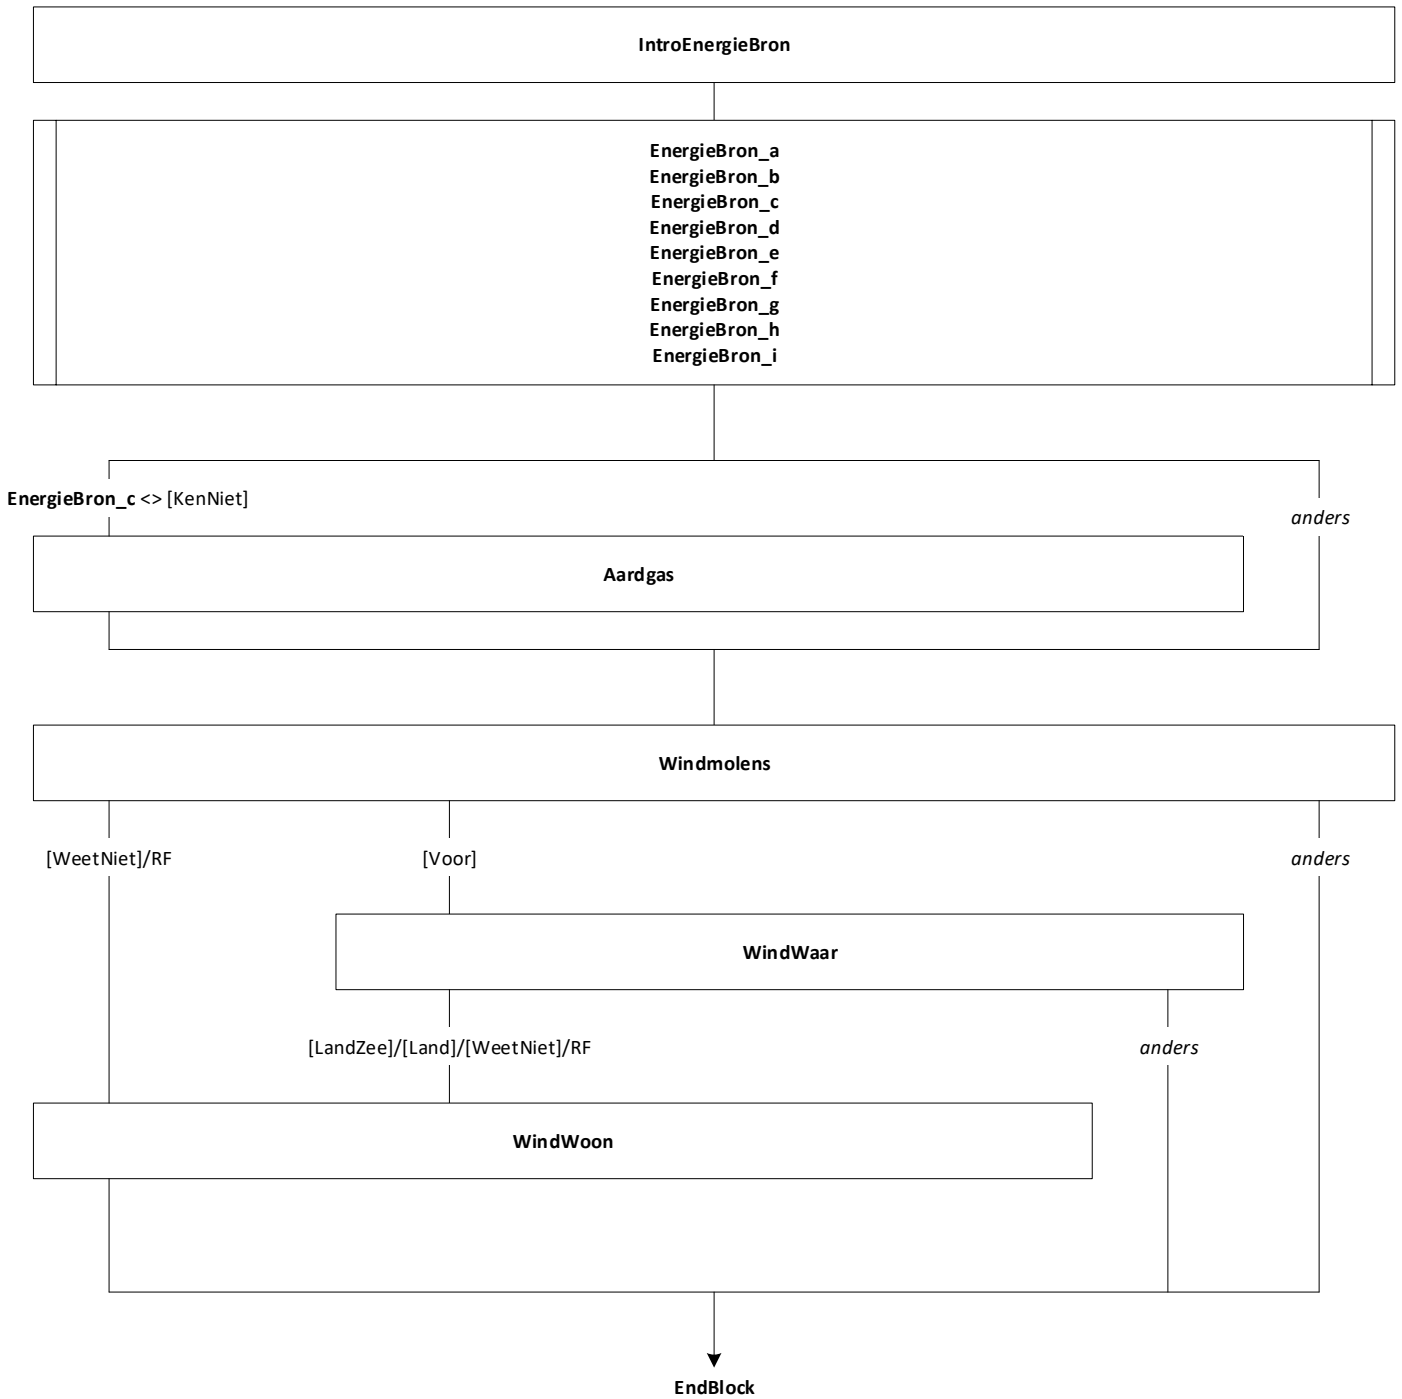 IntroEnergieBron
EnergieBron_a
EnergieBron_b
EnergieBron_c
EnergieBron_d
EnergieBron_e
EnergieBron_f
EnergieBron_g
EnergieBron_h
EnergieBron_i
EnergieBron_c <> [KenNiet]
anders
Aardgas
Windmolens
[WeetNiet]/RF
[Voor]
anders
WindWaar
[LandZee]/[Land]/[WeetNiet]/RF
anders
WindWoon
EndBlock